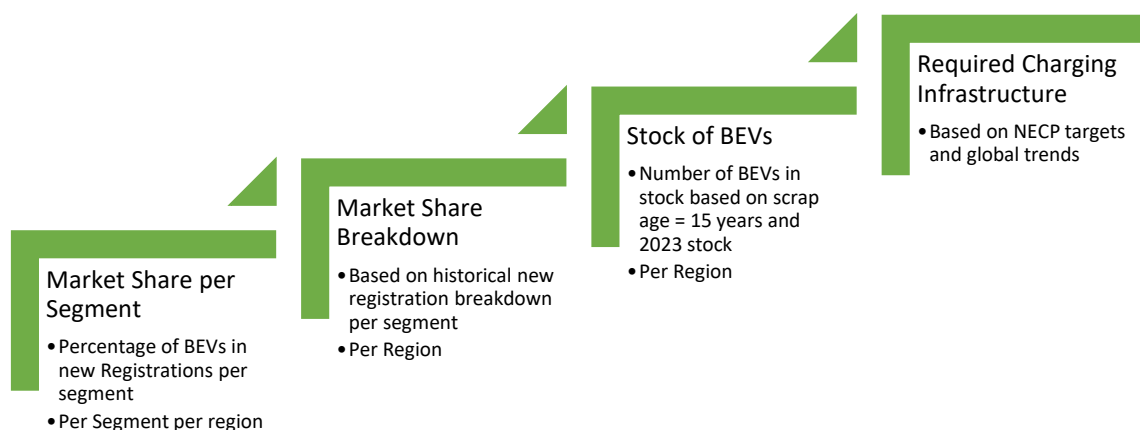 Market Share per
Segment
•Percentage of BEVs in
new Registrations per
segment
•Per Segment per region
Market Share
Breakdown
•Based on historical new
registration breakdown
per segment
•Per Region
Stock of BEVs
•Number of BEVs in
stock based on scrap
age = 15 years and
2023 stock
•Per Region
Required Charging
Infrastructure
•Based on NECP targets
and global trends